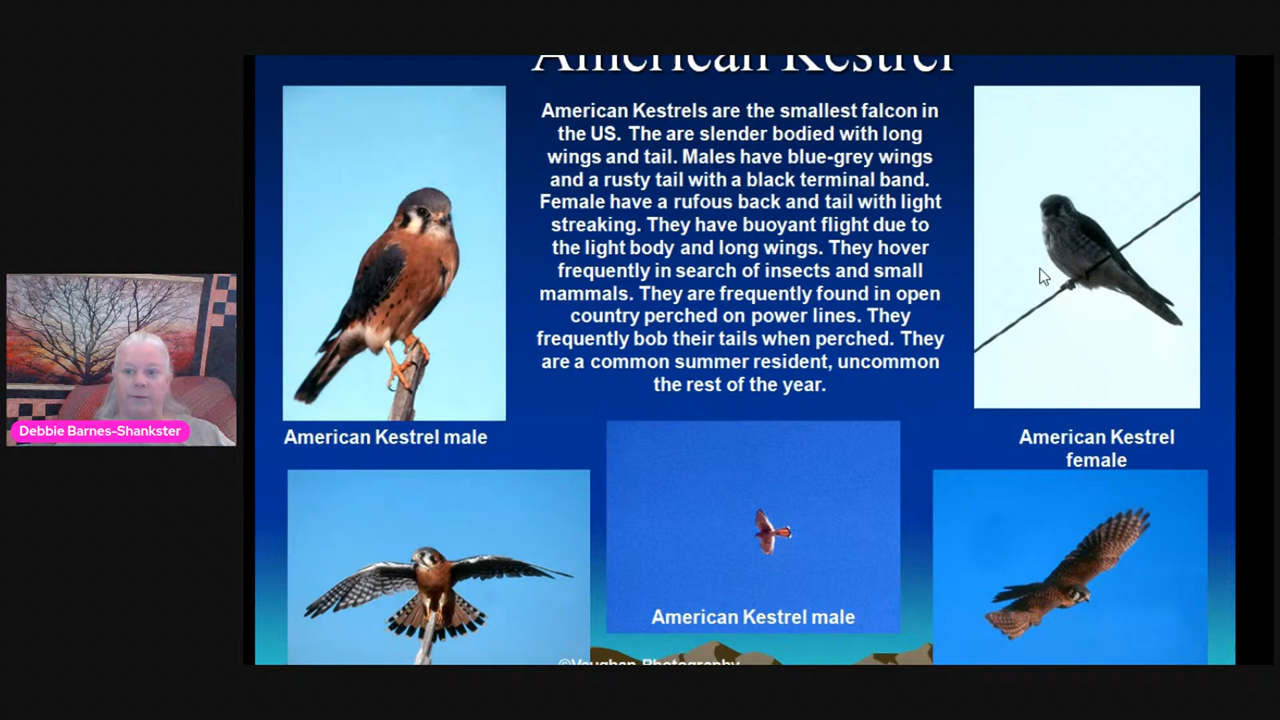 American Kestrel
American Kestrels are the smallest falcon in
the US. The are slender bodied with long
wings and tail. Males have blue-grey wings
and a rusty tail with a black terminal band.
Female have a rufous back and tail with light
streaking. They have buoyant flight due to
the light body and long wings. They hover
frequently in search of insects and small
mammals. They are frequently found in open
country perched on power lines. They
frequently bob their tails when perched. They
are a common summer resident, uncommon
the rest of the year.
American Kestrel male
American Kestrel
female
American Kestrel male
©Vaughan Photography
Debbie Barnes-Shankster